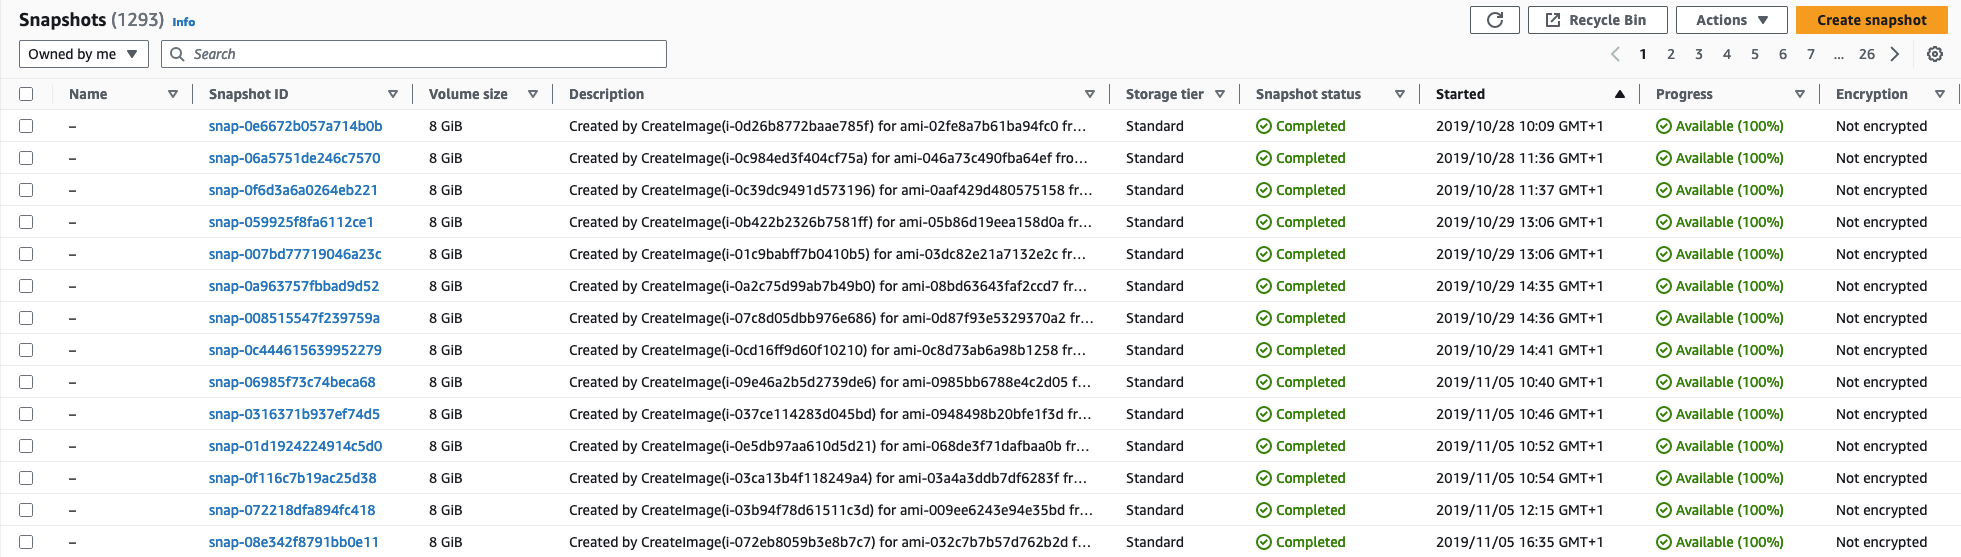 Snapshots (1293) Info
Recycle Bin Actions Create snapshot
Owned by me Search 1 2 3 4 5 6 7 ... 26
Name Snapshot ID Volume size Description Storage tier Snapshot status Started Progress Encryption
– snap-0e6672b057a714b0b 8 GiB Created by CreateImage(i-0d26b8772baae785f) for ami-02fe8a7b61ba94fc0 fr... Standard Completed 2019/10/28 10:09 GMT+1 Available (100%) Not encrypted
– snap-06a5751de246c7570 8 GiB Created by CreateImage(i-0c984ed3f404cf75a) for ami-046a73c490fba64ef fro... Standard Completed 2019/10/28 11:36 GMT+1 Available (100%) Not encrypted
– snap-0f6d3a6a0264eb221 8 GiB Created by CreateImage(i-0c39dc9491d573196) for ami-0aaf429d480575158 fr... Standard Completed 2019/10/28 11:37 GMT+1 Available (100%) Not encrypted
– snap-059925f8fa6112ce1 8 GiB Created by CreateImage(i-0b422b2326b7581ff) for ami-05b86d19eea158d0a fr... Standard Completed 2019/10/29 13:06 GMT+1 Available (100%) Not encrypted
– snap-007bd77719046a23c 8 GiB Created by CreateImage(i-01c9babff7b0410b5) for ami-03dc82e21a7132e2c fr... Standard Completed 2019/10/29 13:06 GMT+1 Available (100%) Not encrypted
– snap-0a963757fbbad9d52 8 GiB Created by CreateImage(i-0a2c75d99ab7b49b0) for ami-08bd63643faf2ccd7 fr... Standard Completed 2019/10/29 14:35 GMT+1 Available (100%) Not encrypted
– snap-008515547f239759a 8 GiB Created by CreateImage(i-07c8d05dbb976e686) for ami-0d87f93e5329370a2 fr... Standard Completed 2019/10/29 14:36 GMT+1 Available (100%) Not encrypted
– snap-0c444615639952279 8 GiB Created by CreateImage(i-0cd16ff9d60f10210) for ami-0c8d73ab6a98b1258 fr... Standard Completed 2019/10/29 14:41 GMT+1 Available (100%) Not encrypted
– snap-06985f73c74beca68 8 GiB Created by CreateImage(i-09e46a2b5d2739de6) for ami-0985bb6788e4c2d05 f... Standard Completed 2019/11/05 10:40 GMT+1 Available (100%) Not encrypted
– snap-0316371b937ef74d5 8 GiB Created by CreateImage(i-037ce114283d045bd) for ami-0948498b20bfe1f3d fr... Standard Completed 2019/11/05 10:46 GMT+1 Available (100%) Not encrypted
– snap-01d1924224914c5d0 8 GiB Created by CreateImage(i-0e5db97aa610d5d21) for ami-068de3f71dafbaa0b fr... Standard Completed 2019/11/05 10:52 GMT+1 Available (100%) Not encrypted
– snap-0f116c7b19ac25d38 8 GiB Created by CreateImage(i-03ca13b4f118249a4) for ami-03a4a3ddb7df6283f fr... Standard Completed 2019/11/05 10:54 GMT+1 Available (100%) Not encrypted
– snap-072218dfa894fc418 8 GiB Created by CreateImage(i-03b94f78d61511c3d) for ami-009ee6243e94e35bd fr... Standard Completed 2019/11/05 12:15 GMT+1 Available (100%) Not encrypted
– snap-08e342f8791bb0e11 8 GiB Created by CreateImage(i-072eb8059b3e8b7c7) for ami-032c7b7b57d762b2d f... Standard Completed 2019/11/05 16:35 GMT+1 Available (100%) Not encrypted